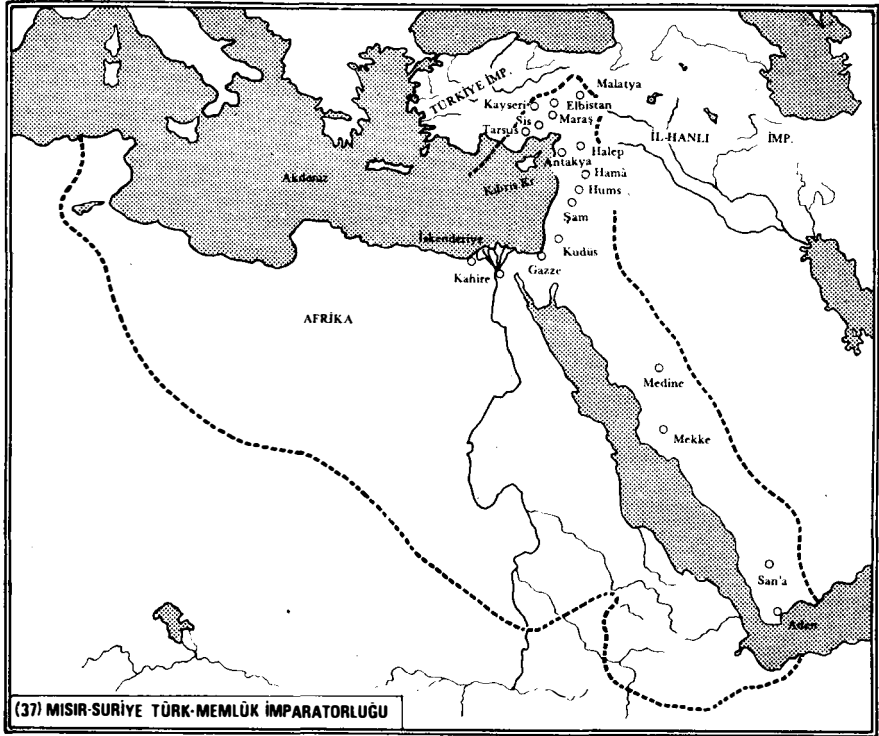 TÜRKİYE İMP.
Malatya
Kayseri
Elbistan
Sis
Maraş
Tarsus
İL-HANLI
İMP.
Antakya
Halep
Hamà
Akdeniz
Kıbrıs Kr.
Hums
Şam
İskenderiye
Kudüs
Gazze
Kahire
AFRİKA
Medine
Mekke
San'a
Aden
(37) MISIR-SURİYE TÜRK-MEMLÛK İMPARATORLUĞU